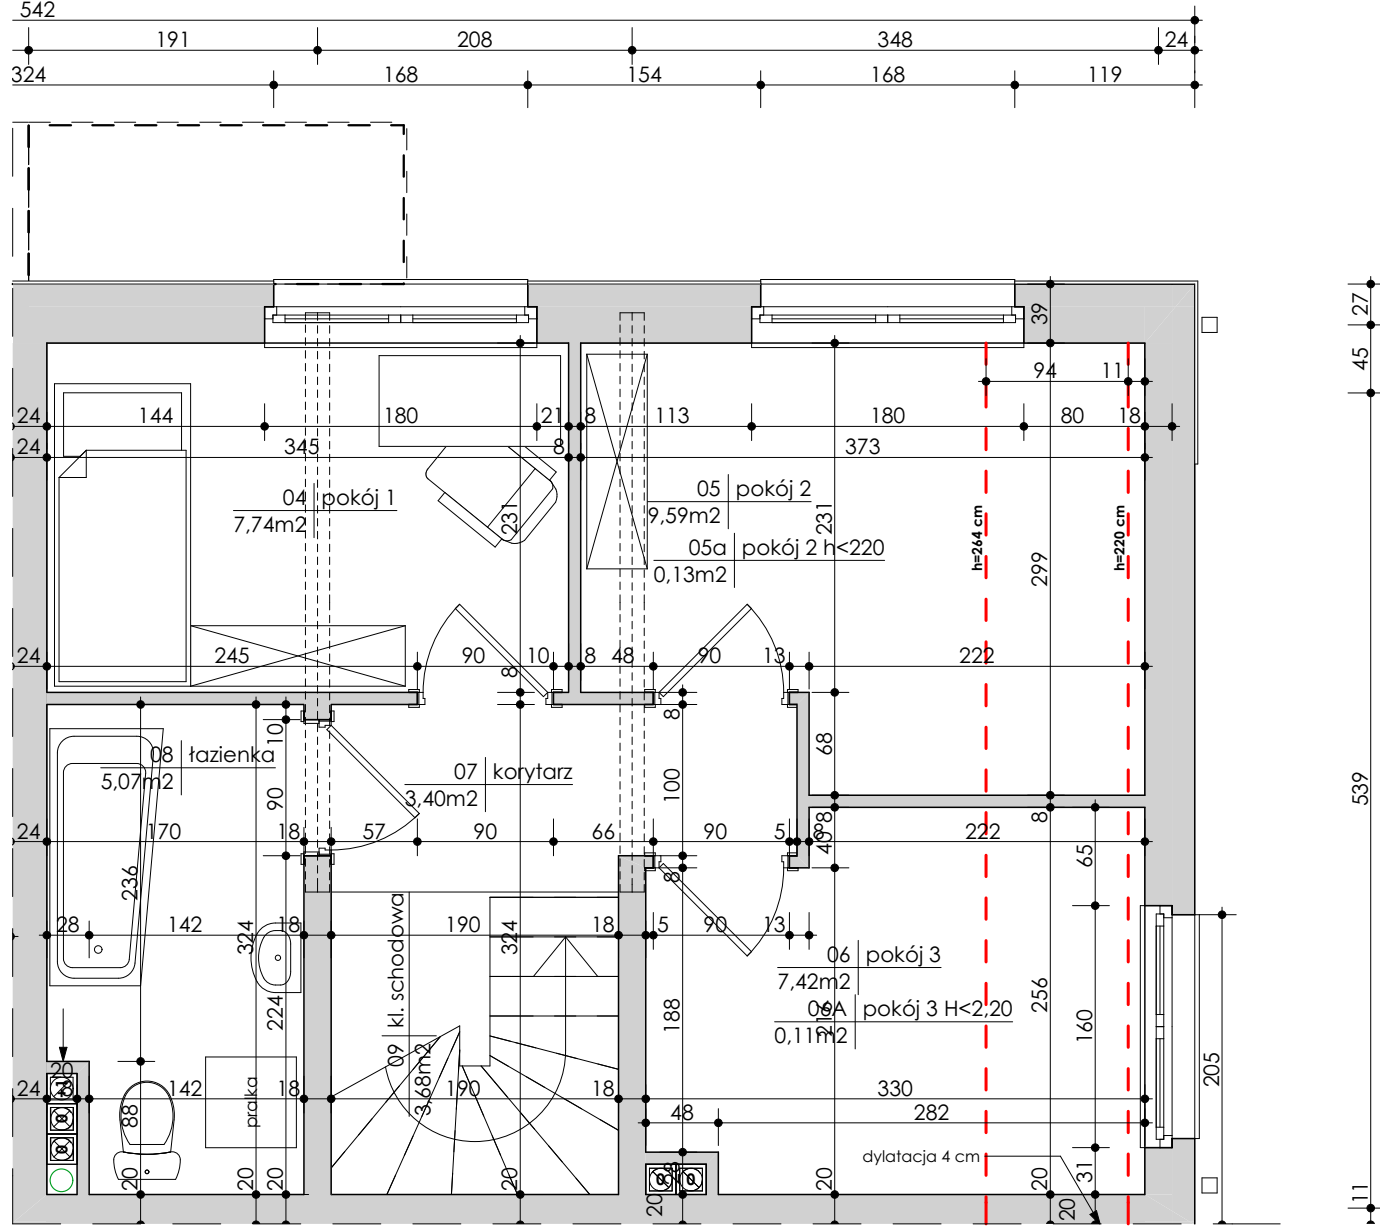 542
191 208 348 24
324 168 154 168 119
39 27
94 11 45
24 144 180 21 8 113 180 80 18
24 345 8 373
04 pokój 1
7,74m2
231
05 pokój 2
9,59m2
05a pokój 2 h<220
0,13m2
231
h=264 cm
h=220 cm
299
24 245 90 10 8 48 90 13 222
8
8
08 łazienka
5,07m2
10
90
07 korytarz
3,40m2
100
68
539
24 170 18 57 90 66 90 5 8 222
8
40
8
65
236
8
28 142 18 190 18 5 90 13
324
224
09 kl. schodowa
3,68m2
324
188
06 pokój 3
7,42m2
06A pokój 3 H<2,20
0,11m2
256
160
205
20
24 142 18 190 18 330
48 282
88
pralka
dylatacja 4 cm
31
20 20 20 20 20 20 20 20
11